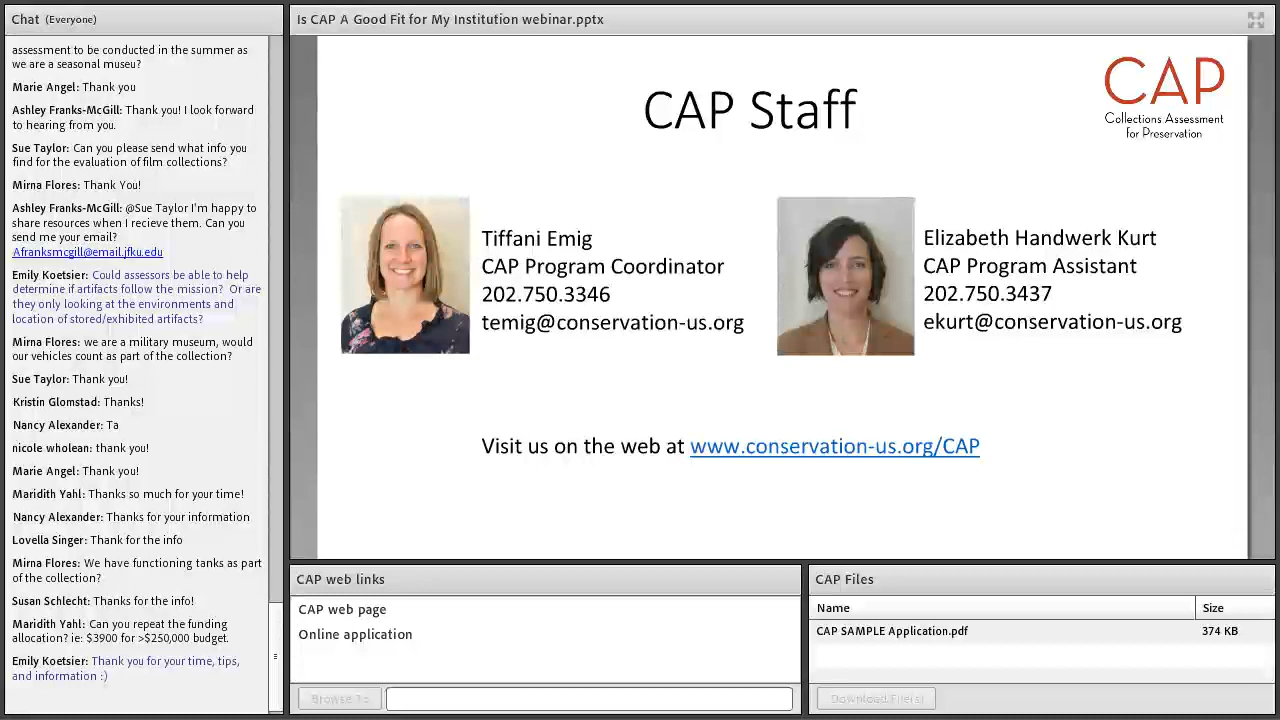 Chat (Everyone)
assessment to be conducted in the summer as
we are a seasonal museu?
Marie Angel: Thank you
Ashley Franks-McGill: Thank you! I look forward
to hearing from you.
Sue Taylor: Can you please send what info you
find for the evaluation of film collections?
Mirna Flores: Thank You!
Ashley Franks-McGill: @Sue Taylor I'm happy to
share resources when I recieve them. Can you
send me your email?
Afranksmcgill@email.jfku.edu
Emily Koetsier: Could assessors be able to help
determine if artifacts follow the mission? Or are
they only looking at the environments and
location of stored/exhibited artifacts?
Mirna Flores: we are a military museum, would
our vehicles count as part of the collection?
Sue Taylor: Thank you!
Kristin Glomstad: Thanks!
Nancy Alexander: Ta
nicole wholean: thank you!
Marie Angel: Thank you!
Maridith Yahl: Thanks so much for your time!
Nancy Alexander: Thanks for your information
Lovella Singer: Thank for the info
Mirna Flores: We have functioning tanks as part
of the collection?
Susan Schlecht: Thanks for the info!
Maridith Yahl: Can you repeat the funding
allocation? ie: $3900 for >$250,000 budget.
Emily Koetsier: Thank you for your time, tips,
and information :)
Is CAP A Good Fit for My Institution webinar.pptx
CAP Staff
CAP
Collections Assessment
for Preservation
Tiffani Emig
CAP Program Coordinator
202.750.3346
temig@conservation-us.org
Elizabeth Handwerk Kurt
CAP Program Assistant
202.750.3437
ekurt@conservation-us.org
Visit us on the web at www.conservation-us.org/CAP
CAP web links
CAP web page
Online application
Browse To
CAP Files
Name Size
CAP SAMPLE Application.pdf 374 KB
Download File(s)